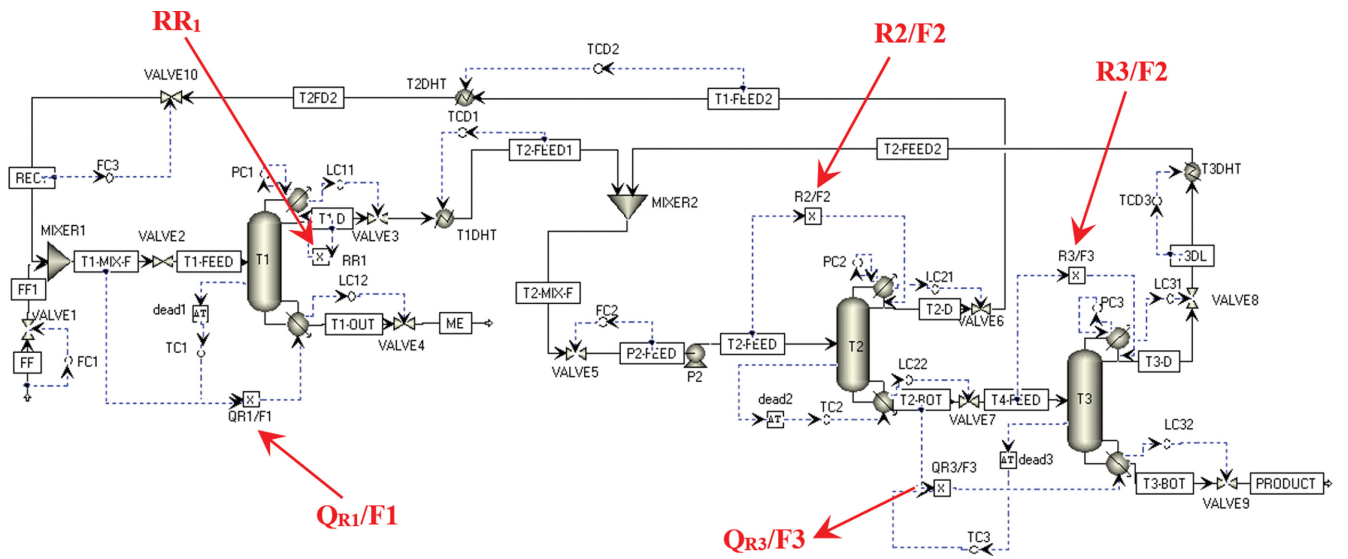 RR1
R2/F2
R3/F2
TCD2
VALVE10
T2FD2
T2DHT
T1-FEED2
TCD1
T2-FEED1
T2-FEED2
FC3
REC
PC1
LC11
T1-D
VALVE3
T1DHT
MIXER2
R2/F2
T3DHT
TCD3
3DL
R3/F3
MIXER1
VALVE2
T1-MIX-F
T1-FEED
T1
RR1
LC12
PC2
LC21
LC31
VALVE8
PC3
FF1
T2-MIX-F
T2-D
VALVE6
dead1
ΔT
T1-OUT
ME
VALVE4
VALVE1
FC2
T2-FEED
T2
T3-D
FF
FC1
TC1
VALVE5
P2-FEED
P2
LC22
T2-BOT
VALVE7
T4-FEED
T3
QR1/F1
dead2
ΔT
TC2
LC32
ΔT
dead3
QR3/F3
T3-BOT
VALVE9
PRODUCT
QR1/F1
QR3/F3
TC3